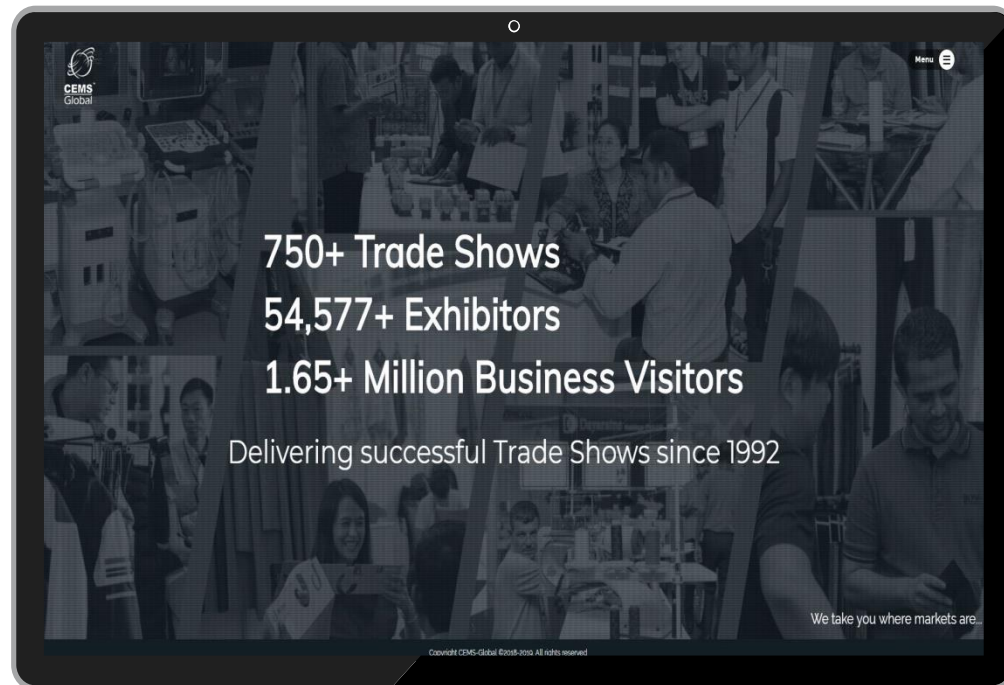 CEMS
Global
Menu
750+ Trade Shows
54,577+ Exhibitors
1.65+ Million Business Visitors
Delivering successful Trade Shows since 1992
We take you where markets are...
Copyright CEMS-Global ©2018-2019. All rights reserved